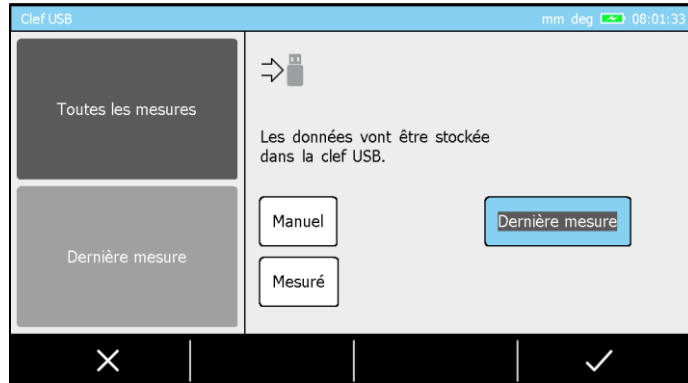 Clef USB
mm deg 08:01:33
Toutes les mesures
Dernière mesure
Les données vont être stockée
dans la clef USB.
Manuel
Dernière mesure
Mesuré